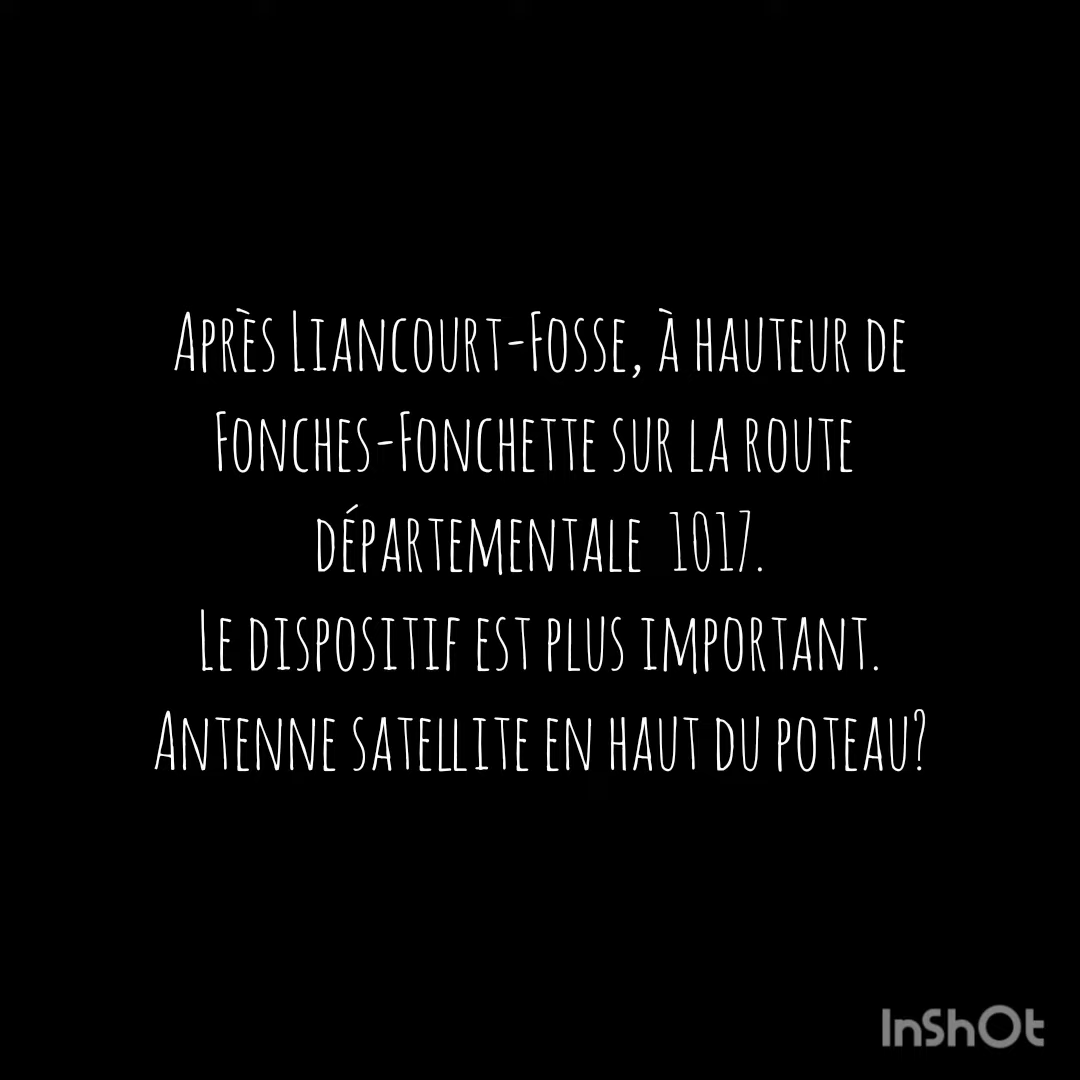 Après Liancourt-Fosse, à hauteur de
Fonches-Fonchette sur la route
départementale 1017.
Le dispositif est plus important.
Antenne satellite en haut du poteau?
InShOt